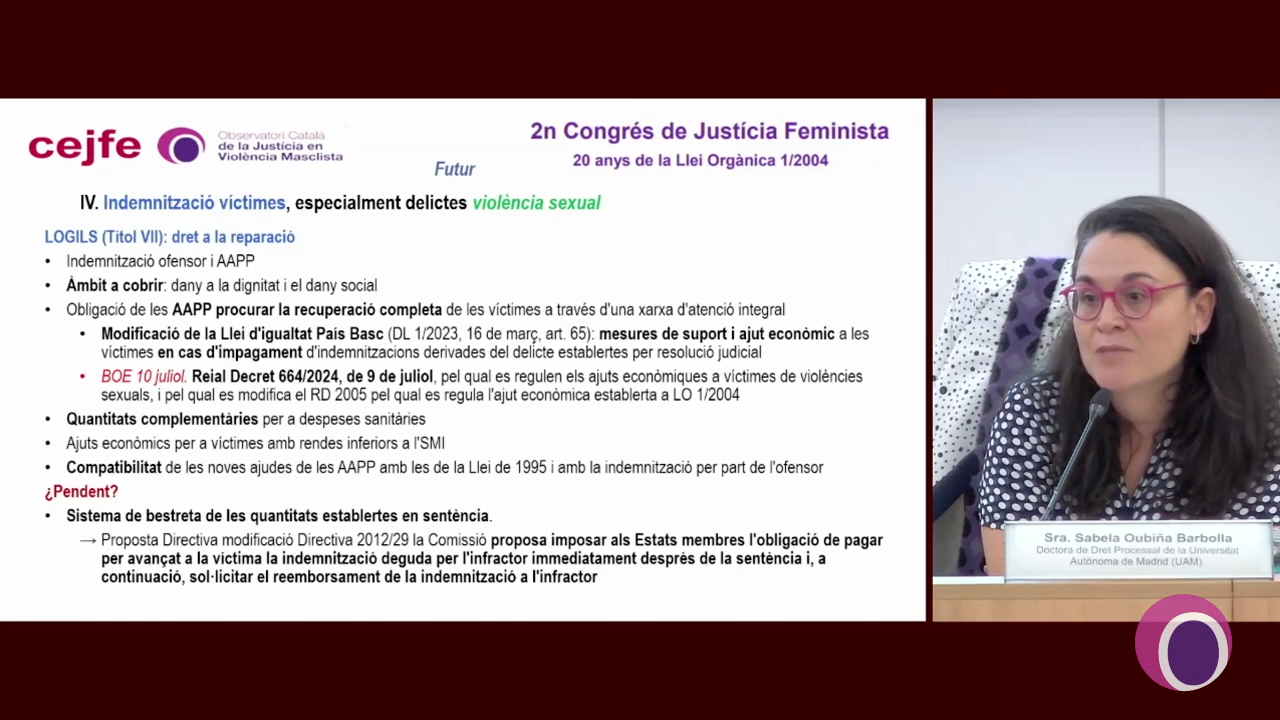 cejfe
Observatori Català
de la Justícia en
Violència Masclista
2n Congrés de Justícia Feminista
20 anys de la Llei Orgànica 1/2004
Futur
IV. Indemnització víctimes, especialment delictes violència sexual
LOGILS (Titol VII): dret a la reparació
• Indemnització ofensor i AAPP
• Àmbit a cobrir: dany a la dignitat i el dany social
• Obligació de les AAPP procurar la recuperació completa de les víctimes a través d'una xarxa d'atenció integral
• Modificació de la Llei d'igualtat País Basc (DL 1/2023, 16 de març, art. 65): mesures de suport i ajut econòmic a les
víctimes en cas d'impagament d'indemnitzacions derivades del delicte establertes per resolució judicial
• BOE 10 juliol. Reial Decret 664/2024, de 9 de juliol, pel qual es regulen els ajuts econòmiques a víctimes de violències
sexuals, i pel qual es modifica el RD 2005 pel qual es regula l'ajut econòmica establerta a LO 1/2004
• Quantitats complementàries per a despeses sanitàries
• Ajuts econòmics per a víctimes amb rendes inferiors a l'SMI
• Compatibilitat de les noves ajudes de les AAPP amb les de la Llei de 1995 i amb la indemnització per part de l'ofensor
¿Pendent?
• Sistema de bestreta de les quantitats establertes en sentència.
→ Proposta Directiva modificació Directiva 2012/29 la Comissió proposa imposar als Estats membres l'obligació de pagar
per avançat a la víctima la indemnització deguda per l'infractor immediatament després de la sentència i, a
continuació, sol·licitar el reemborsament de la indemnització a l'infractor
Sra. Sabela Oubiña Barbolla
Doctora de Dret Processal de la Universitat
Autònoma de Madrid (UAM)